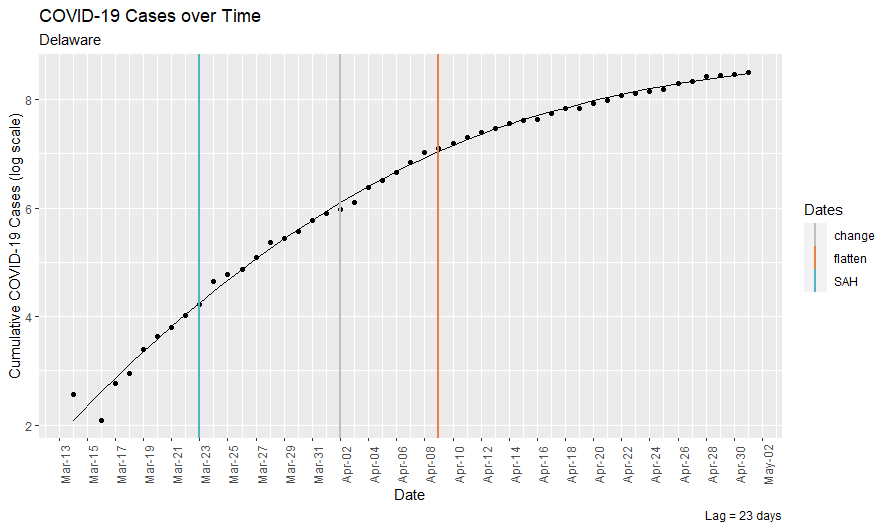 COVID-19 Cases over Time
Delaware
Cumulative COVID-19 Cases (log scale)
8
6
4
2
Mar-13
Mar-15
Mar-17
Mar-19
Mar-21
Mar-23
Mar-25
Mar-27
Mar-29
Mar-31
Apr-02
Apr-04
Apr-06
Apr-08
Apr-10
Apr-12
Apr-14
Apr-16
Apr-18
Apr-20
Apr-22
Apr-24
Apr-26
Apr-28
Apr-30
May-02
Date
Dates
change
flatten
SAH
Lag = 23 days